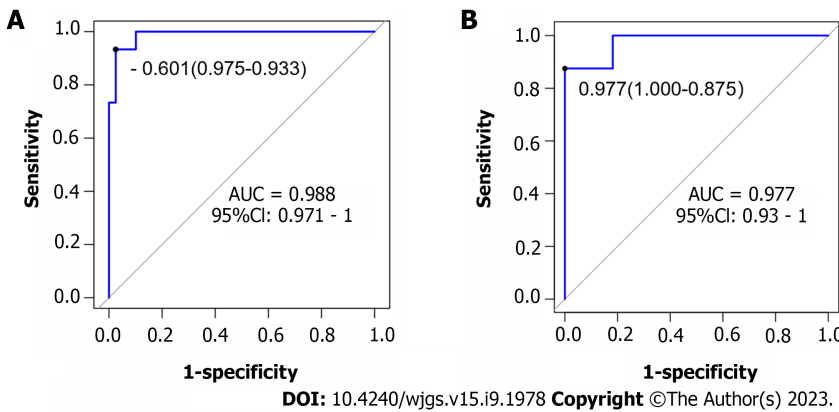 A
1.0
0.8
0.6
0.4
0.2
0.0
Sensitivity
- 0.601(0.975-0.933)
AUC = 0.988
95%CI: 0.971 - 1
0.0 0.2 0.4 0.6 0.8 1.0
1-specificity
B
1.0
0.8
0.6
0.4
0.2
0.0
Sensitivity
0.977(1.000-0.875)
AUC = 0.977
95%CI: 0.93 - 1
0.0 0.2 0.4 0.6 0.8 1.0
1-specificity
DOI: 10.4240/wjgs.v15.i9.1978 Copyright ©The Author(s) 2023.